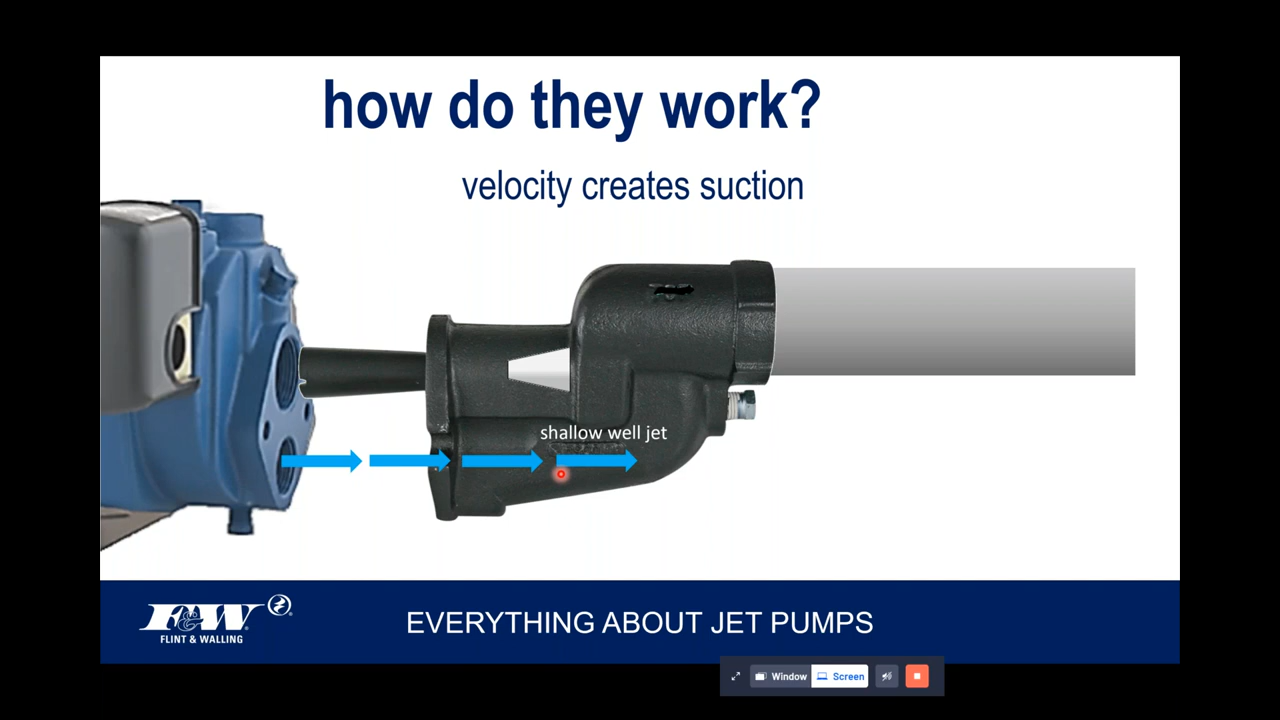 how do they work?
velocity creates suction
shallow well jet
F&W
FLINT & WALLING
EVERYTHING ABOUT JET PUMPS
Window
Screen